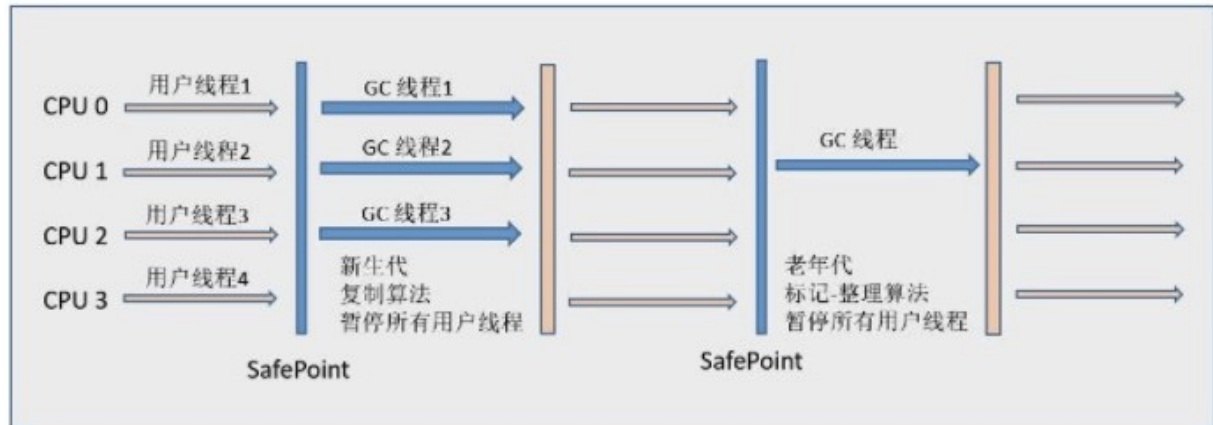 CPU 0
用户线程1
GC 线程1
CPU 1
用户线程2
GC 线程2
GC 线程
CPU 2
用户线程3
GC 线程3
CPU 3
用户线程4
新生代
复制算法
暂停所有用户线程
老年代
标记-整理算法
暂停所有用户线程
SafePoint
SafePoint